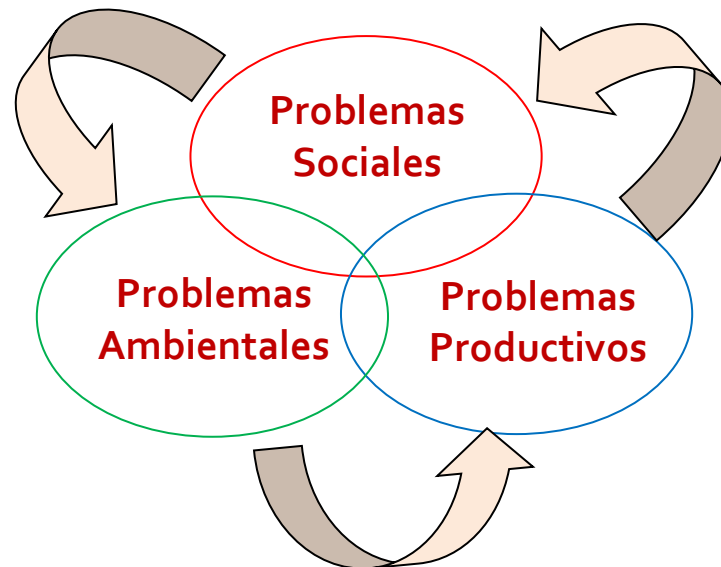 Problemas
Sociales
Problemas
Ambientales
Problemas
Productivos